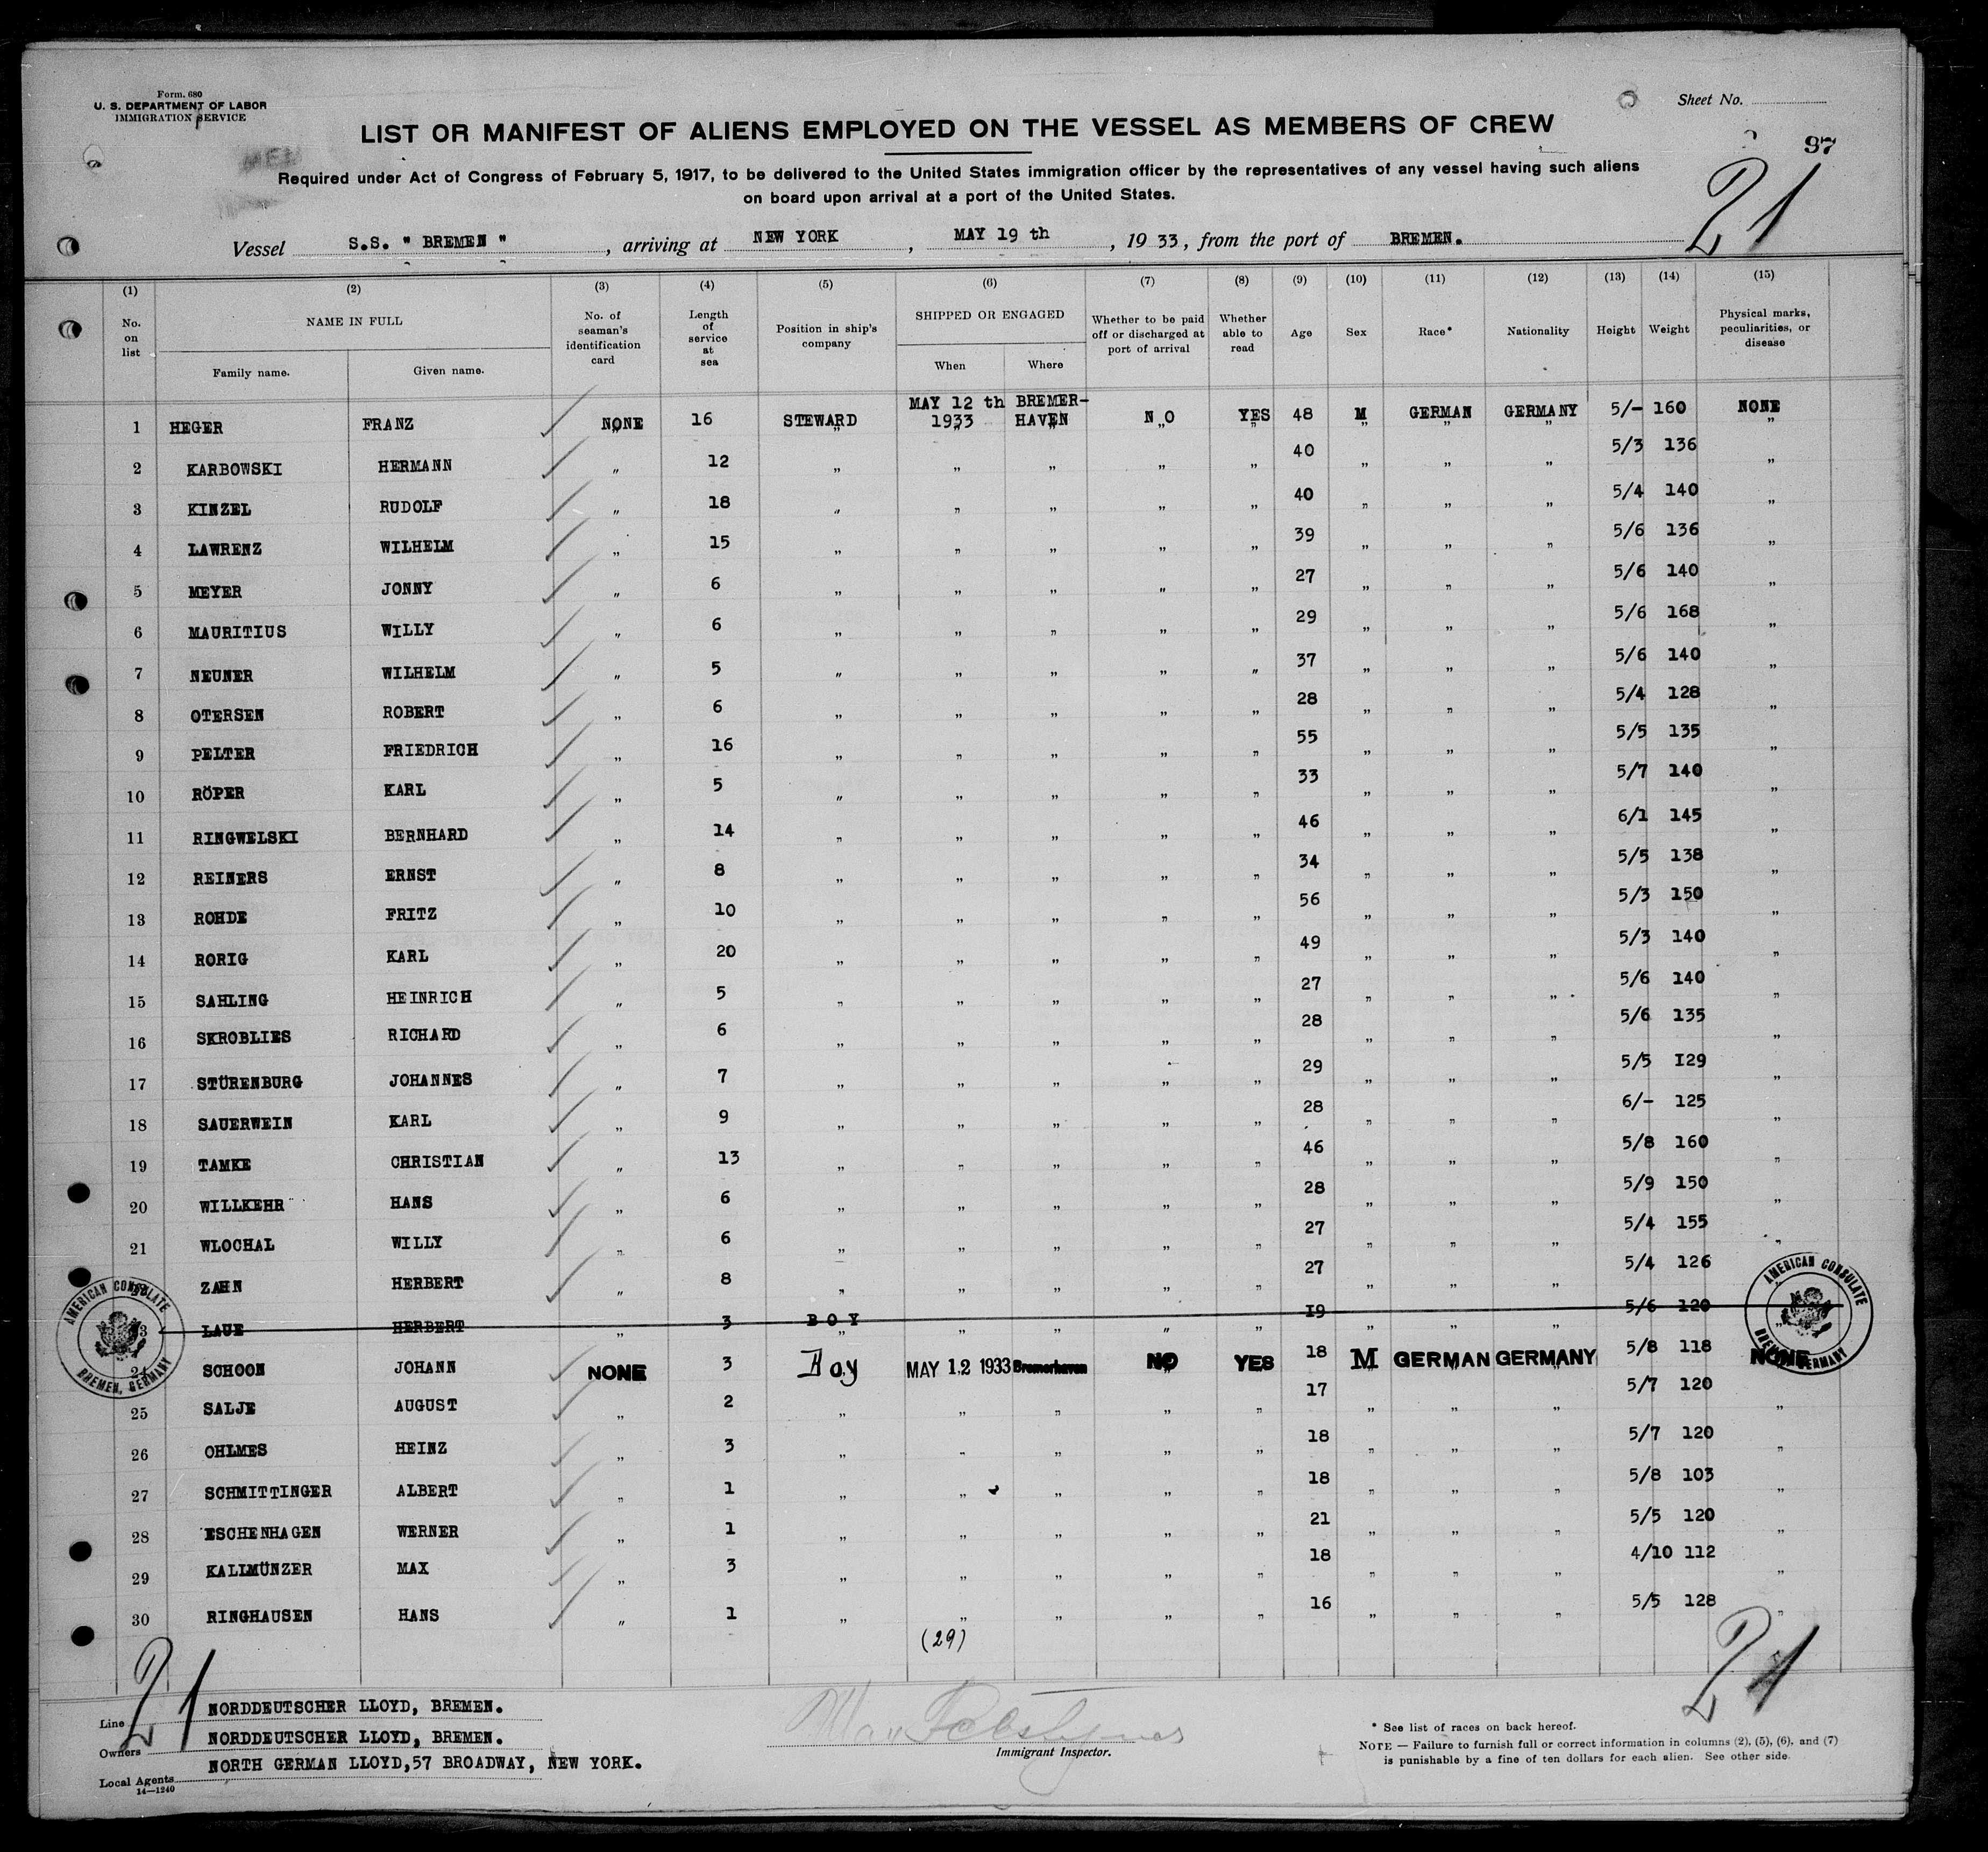 Form. 680
U. S. DEPARTMENT OF LABOR
IMMIGRATION SERVICE
Sheet No.
LIST OR MANIFEST OF ALIENS EMPLOYED ON THE VESSEL AS MEMBERS OF CREW
97
Required under Act of Congress of February 5, 1917, to be delivered to the United States immigration officer by the representatives of any vessel having such aliens
on board upon arrival at a port of the United States.
21
Vessel S.S. " BREMEN ", arriving at NEW YORK, MAY 19 th, 1933, from the port of BREMEN.
(1) (2) (3) (4) (5) (6) (7) (8) (9) (10) (11) (12) (13) (14) (15)
No. on list
NAME IN FULL
Family name. Given name.
No. of seaman's identification card
Length of service at sea
Position in ship's company
SHIPPED OR ENGAGED
When Where
Whether to be paid off or discharged at port of arrival
Whether able to read
Age
Sex
Race*
Nationality
Height
Weight
Physical marks, peculiarities, or disease
1 HEGER FRANZ NONE 16 STEWARD MAY 12 th 1933 BREMER-HAVEN NO YES 48 M GERMAN GERMANY 5/- 160 NONE
2 KARBOWSKI HERMANN " 12 " " " " " 40 " " " 5/3 136 "
3 KINZEL RUDOLF " 18 " " " " " 40 " " " 5/4 140 "
4 LAWRENZ WILHELM " 15 " " " " " 39 " " " 5/6 136 "
5 MEYER JONNY " 6 " " " " " 27 " " " 5/6 140 "
6 MAURITIUS WILLY " 6 " " " " " 29 " " " 5/6 168 "
7 NEUNER WILHELM " 5 " " " " " 37 " " " 5/6 140 "
8 OTERSEN ROBERT " 6 " " " " " 28 " " " 5/4 128 "
9 PELTER FRIEDRICH " 16 " " " " " 55 " " " 5/5 135 "
10 RÖPER KARL " 5 " " " " " 33 " " " 5/7 140 "
11 RINGWELSKI BERNHARD " 14 " " " " " 46 " " " 6/1 145 "
12 REINERS ERNST " 8 " " " " " 34 " " " 5/5 138 "
13 ROHDE FRITZ " 10 " " " " " 56 " " " 5/3 150 "
14 RORIG KARL " 20 " " " " " 49 " " " 5/3 140 "
15 SAHLING HEINRICH " 5 " " " " " 27 " " " 5/6 140 "
16 SKROBLIES RICHARD " 6 " " " " " 28 " " " 5/6 135 "
17 STÜRENBURG JOHANNES " 7 " " " " " 29 " " " 5/5 I29 "
18 SAUERWEIN KARL " 9 " " " " " 28 " " " 6/- 125 "
19 TAMKE CHRISTIAN " 13 " " " " " 46 " " " 5/8 160 "
20 WILLKEHR HANS " 6 " " " " " 28 " " " 5/9 150 "
21 WLOCHAL WILLY " 6 " " " " " 27 " " " 5/4 155 "
ZAHN HERBERT " 8 " " " " " 27 " " " 5/4 126
LAUE HERBERT " 3 BOY " " " " I9 " " " 5/6 120 "
24 SCHOON JOHANN NONE 3 Boy MAY 12 1933 Bremerhaven NO YES 18 M GERMAN GERMANY 5/8 118 NONE
25 SALJE AUGUST " 2 " " " " " 17 " " " 5/7 120 "
26 OHLMES HEINZ " 3 " " " " " 18 " " " 5/7 120 "
27 SCHMITTINGER ALBERT " 1 " " " " " 18 " " " 5/8 103 "
28 ESCHENHAGEN WERNER " 1 " " " " " 21 " " " 5/5 120 "
29 KALLMÜNZER MAX " 3 " " " " " 18 " " " 4/10 112 "
30 RINGHAUSEN HANS " 1 " " " " " 16 " " " 5/5 128 "
AMERICAN CONSULATE
BREMEN, GERMANY
AMERICAN CONSULATE
BREMEN, GERMANY
(29)
21
21
Line NORDDEUTSCHER LLOYD, BREMEN.
Owners NORDDEUTSCHER LLOYD, BREMEN.
Local Agents NORTH GERMAN LLOYD,57 BROADWAY, NEW YORK.
14—1240
Immigrant Inspector.
* See list of races on back hereof.
NOTE — Failure to furnish full or correct information in columns (2), (5), (6), and (7)
is punishable by a fine of ten dollars for each alien. See other side.